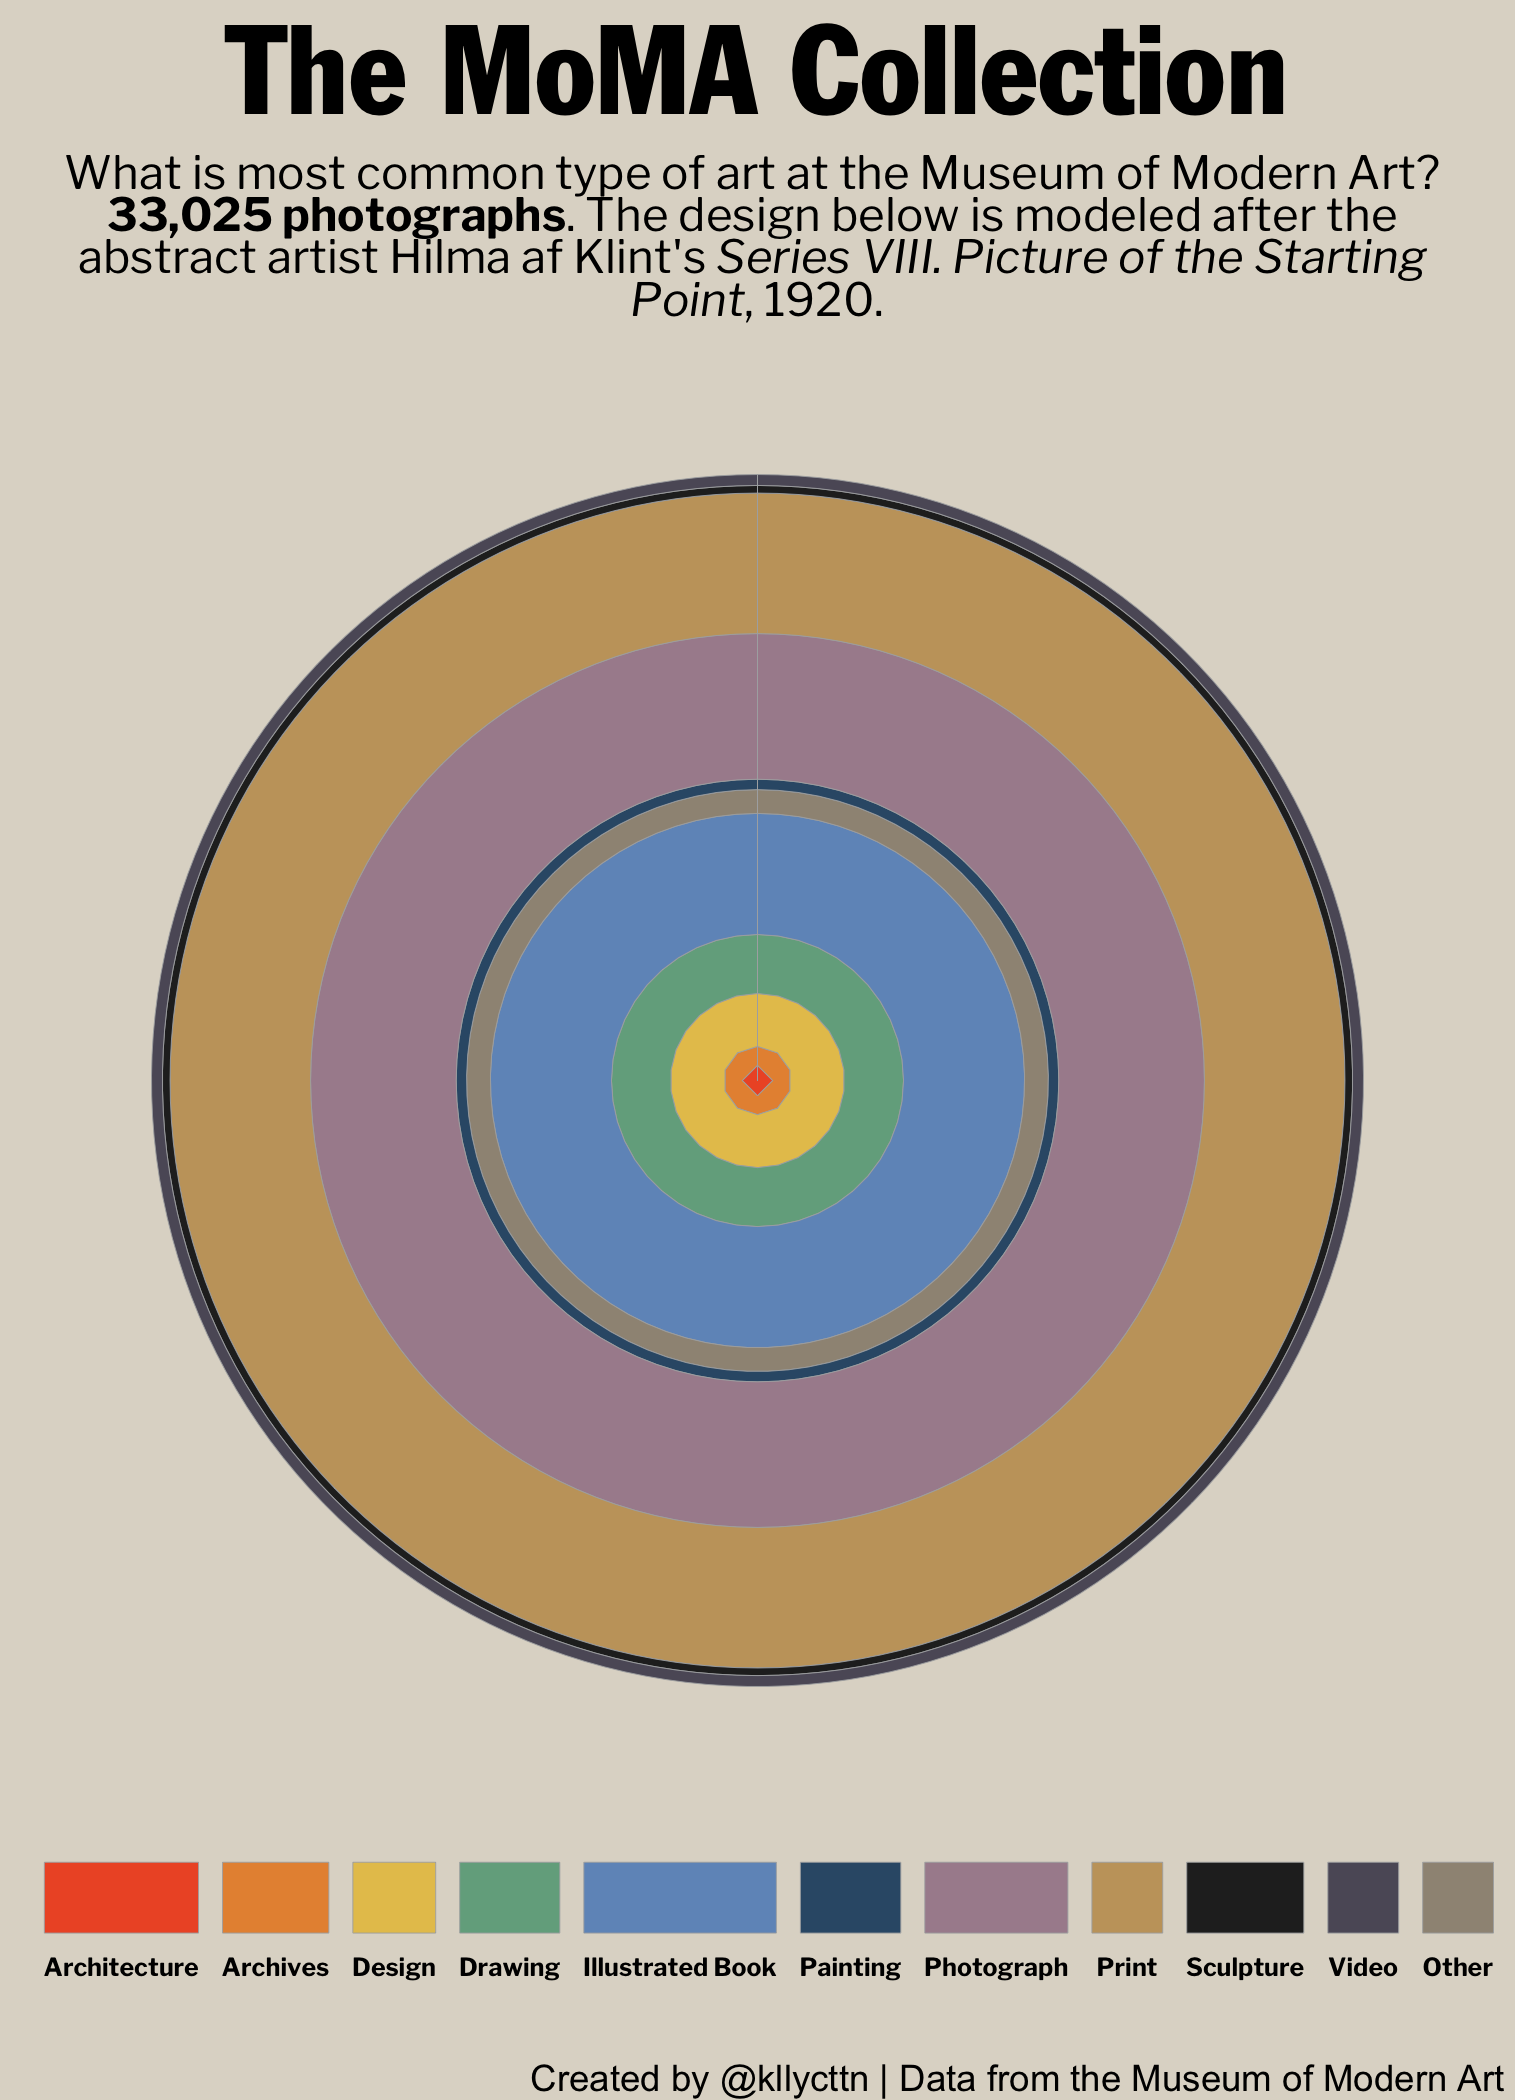 The MoMA Collection
What is most common type of art at the Museum of Modern Art?
33,025 photographs. The design below is modeled after the
abstract artist Hilma af Klint's Series VIII. Picture of the Starting
Point, 1920.
Architecture Archives Design Drawing Illustrated Book Painting Photograph Print Sculpture Video Other
Created by @kllycttn | Data from the Museum of Modern Art